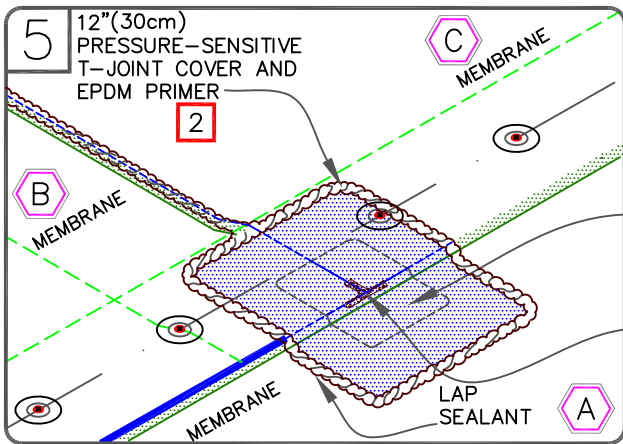 5
12"(30cm)
PRESSURE-SENSITIVE
T-JOINT COVER AND
EPDM PRIMER
2
C
MEMBRANE
B
MEMBRANE
MEMBRANE
LAP
SEALANT
A